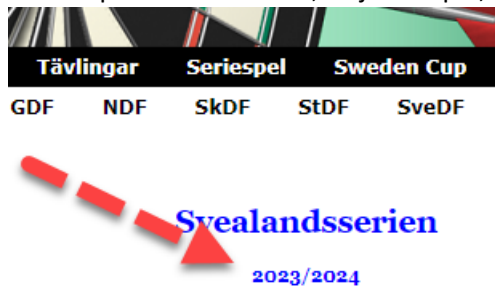 Tävlingar Seriespel Sweden Cup
GDF NDF SkDF StDF SveDF
Svealandsserien
2023/2024